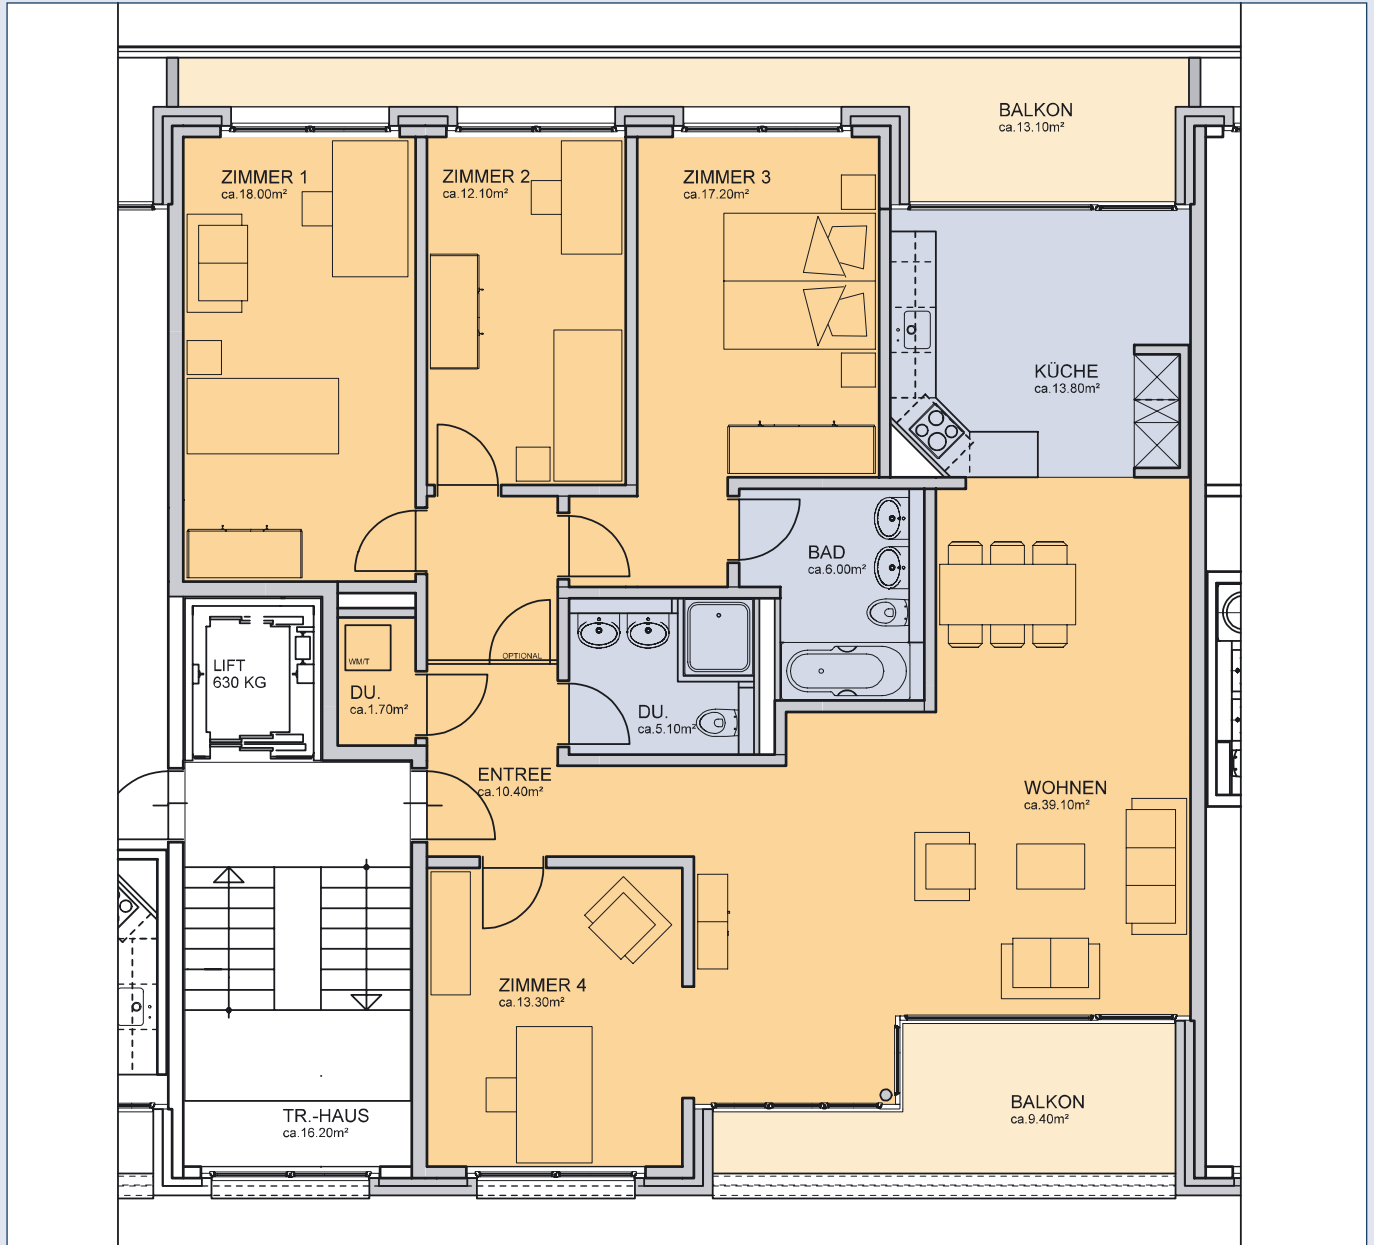 BALKON
ca.13.10m²
ZIMMER 1
ca.18.00m²
ZIMMER 2
ca.12.10m²
ZIMMER 3
ca.17.20m²
KÜCHE
ca.13.80m²
BAD
ca.6.00m²
LIFT
630 KG
WM/T
DU.
ca.1.70m²
OPTIONAL
DU.
ca.5.10m²
ENTREE
ca.10.40m²
WOHNEN
ca.39.10m²
ZIMMER 4
ca.13.30m²
TR.-HAUS
ca.16.20m²
BALKON
ca.9.40m²